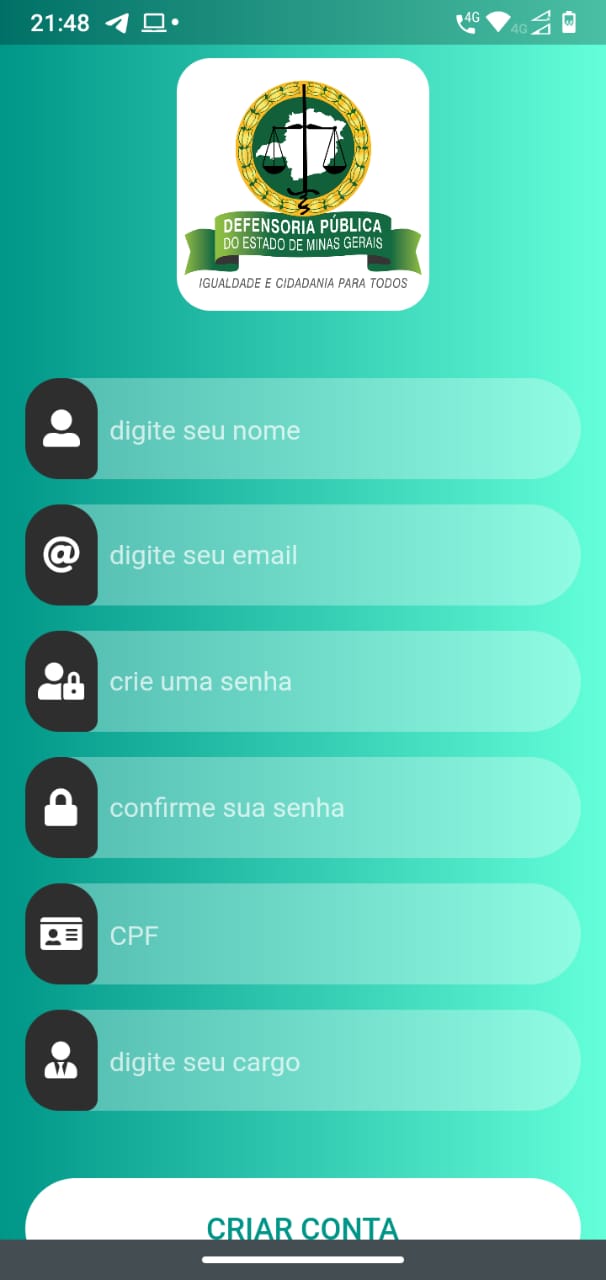 21:48
4G
4G
DEFENSORIA PÚBLICA
DO ESTADO DE MINAS GERAIS
IGUALDADE E CIDADANIA PARA TODOS
digite seu nome
@ digite seu email
crie uma senha
confirme sua senha
CPF
digite seu cargo
CRIAR CONTA